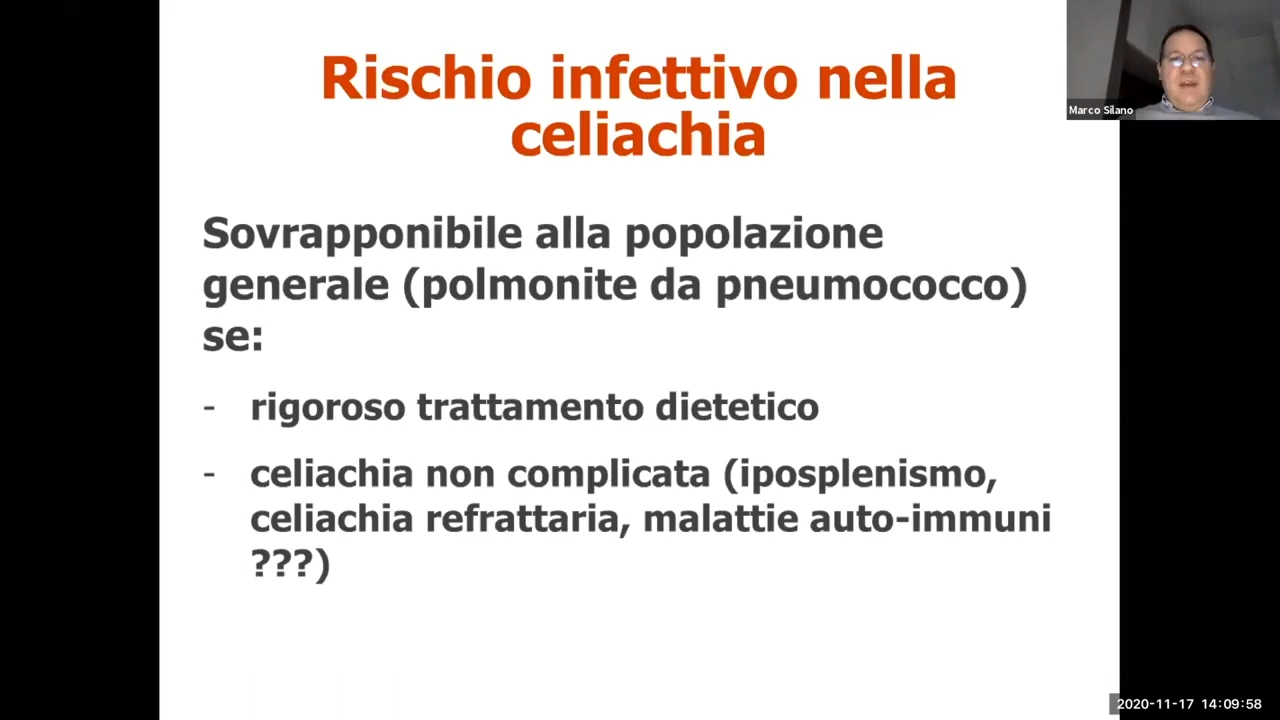 Rischio infettivo nella
celiachia
Marco Silano
Sovrapponibile alla popolazione
generale (polmonite da pneumococco)
se:
- rigoroso trattamento dietetico
- celiachia non complicata (iposplenismo,
celiachia refrattaria, malattie auto-immuni
???)
2020-11-17 14:09:58